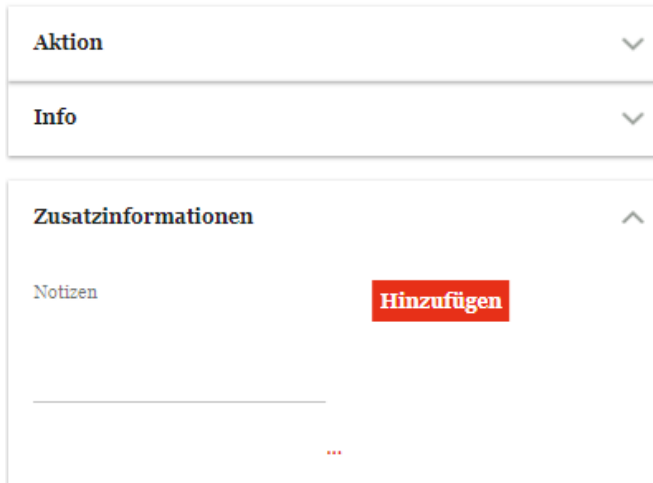 Aktion
Info
Zusatzinformationen
Notizen
Hinzufügen
...